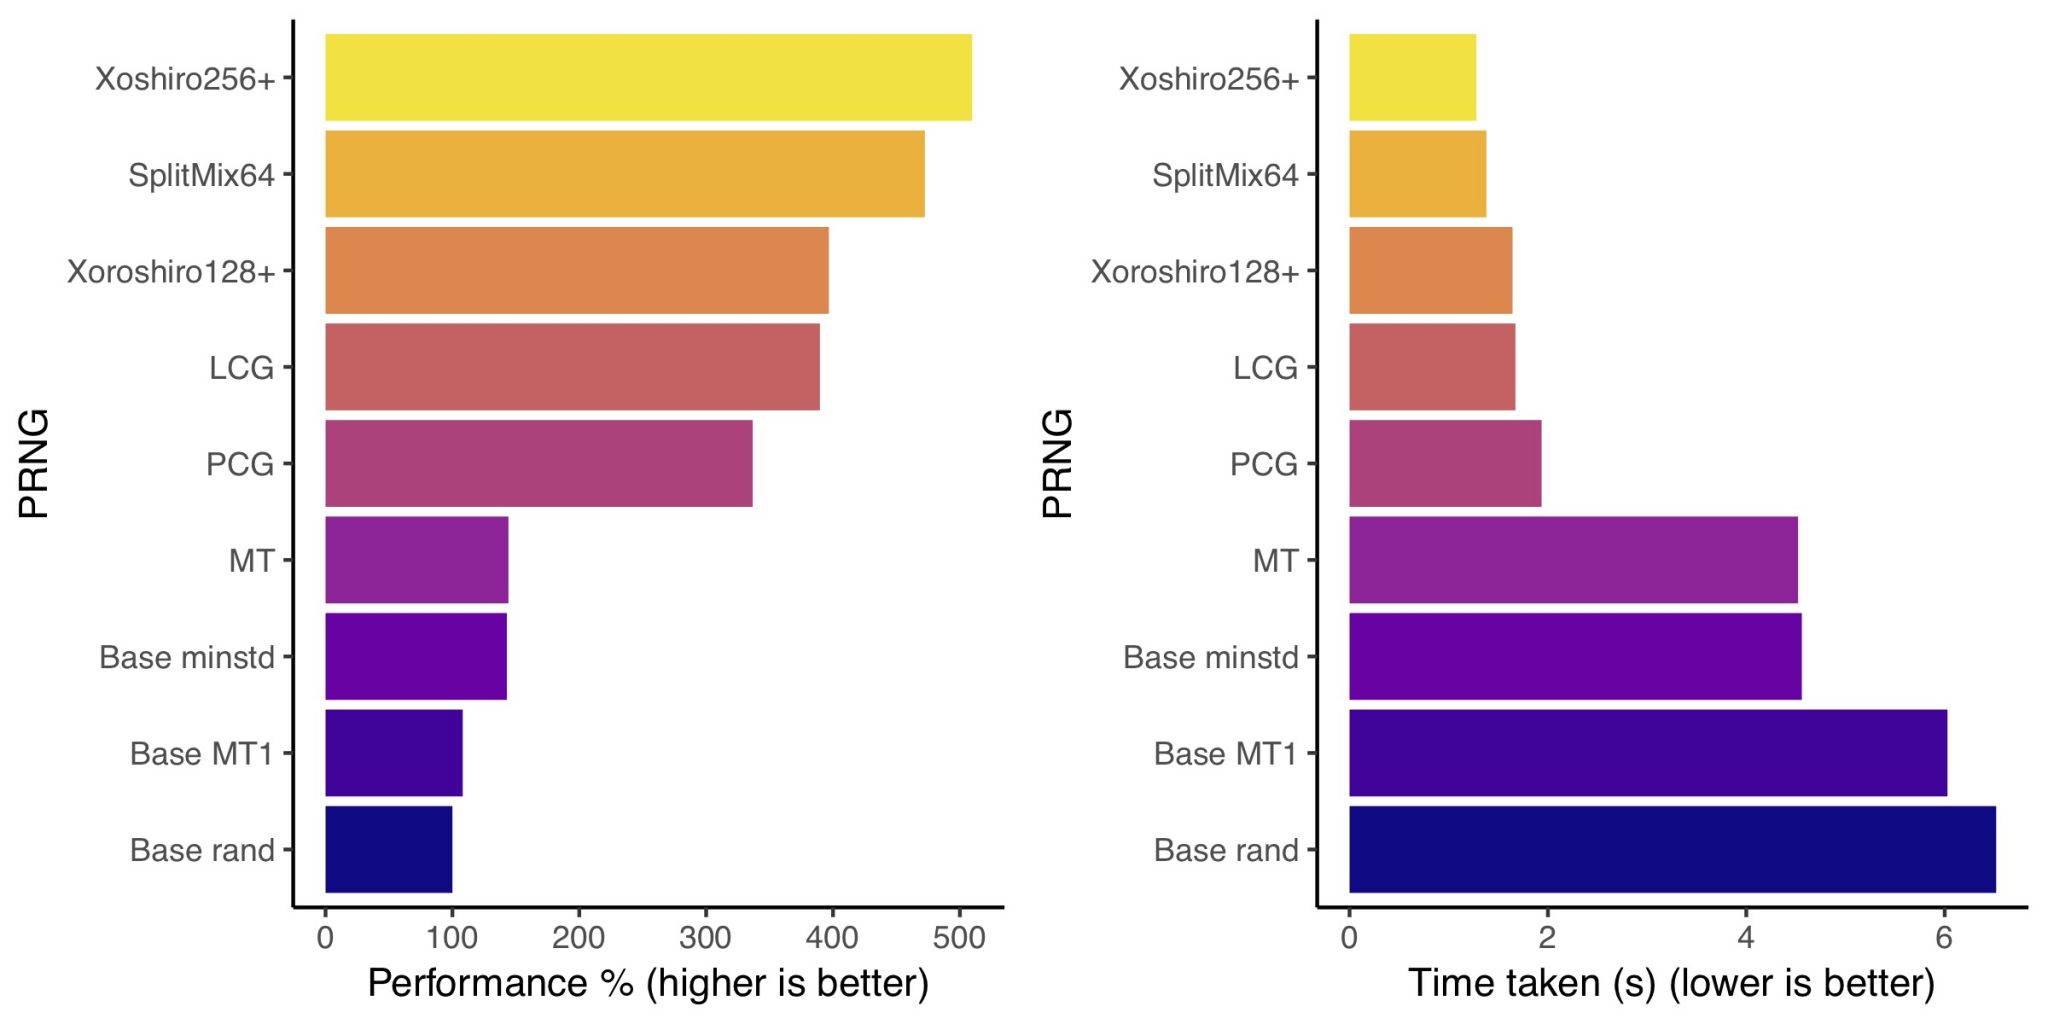 PRNG
Xoshiro256+
SplitMix64
Xoroshiro128+
LCG
PCG
MT
Base minstd
Base MT1
Base rand
0 100 200 300 400 500
Performance % (higher is better)
PRNG
Xoshiro256+
SplitMix64
Xoroshiro128+
LCG
PCG
MT
Base minstd
Base MT1
Base rand
0 2 4 6
Time taken (s) (lower is better)